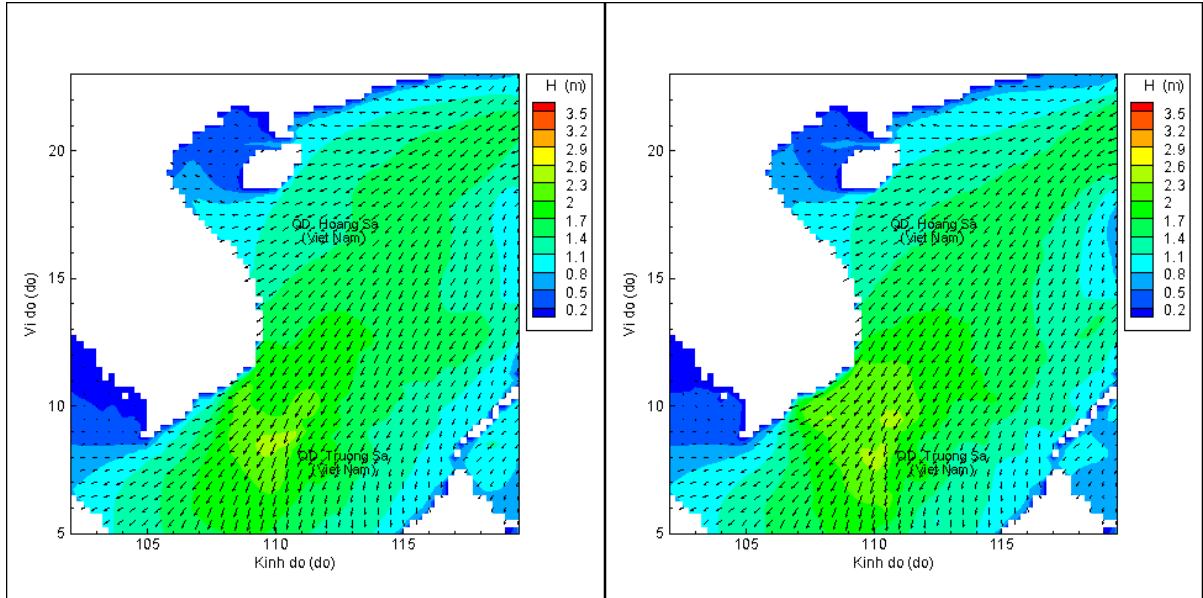 H (m)
3.5
3.2
2.9
2.6
2.3
2
1.7
1.4
1.1
0.8
0.5
0.2
20
15
10
5
Vi do (do)
QD. Hoang Sa
(Viet Nam)
QD. Truong Sa
(Viet Nam)
105
110
115
Kinh do (do)
H (m)
3.5
3.2
2.9
2.6
2.3
2
1.7
1.4
1.1
0.8
0.5
0.2
20
15
10
5
Vi do (do)
QD. Hoang Sa
(Viet Nam)
QD. Truong Sa
(Viet Nam)
105
110
115
Kinh do (do)